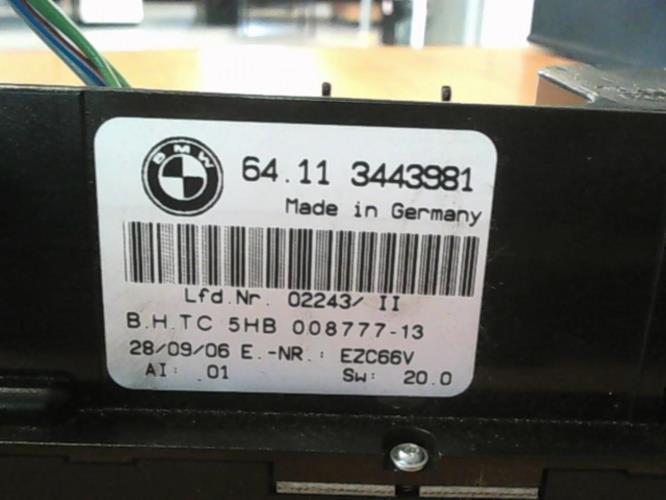 BMW
64.11 3443981
Made in Germany
Lfd.Nr. 02243/ II
B.H.TC 5HB 008777-13
28/09/06 E.-NR.: EZC66V
AI: .01 Sw: 20.0